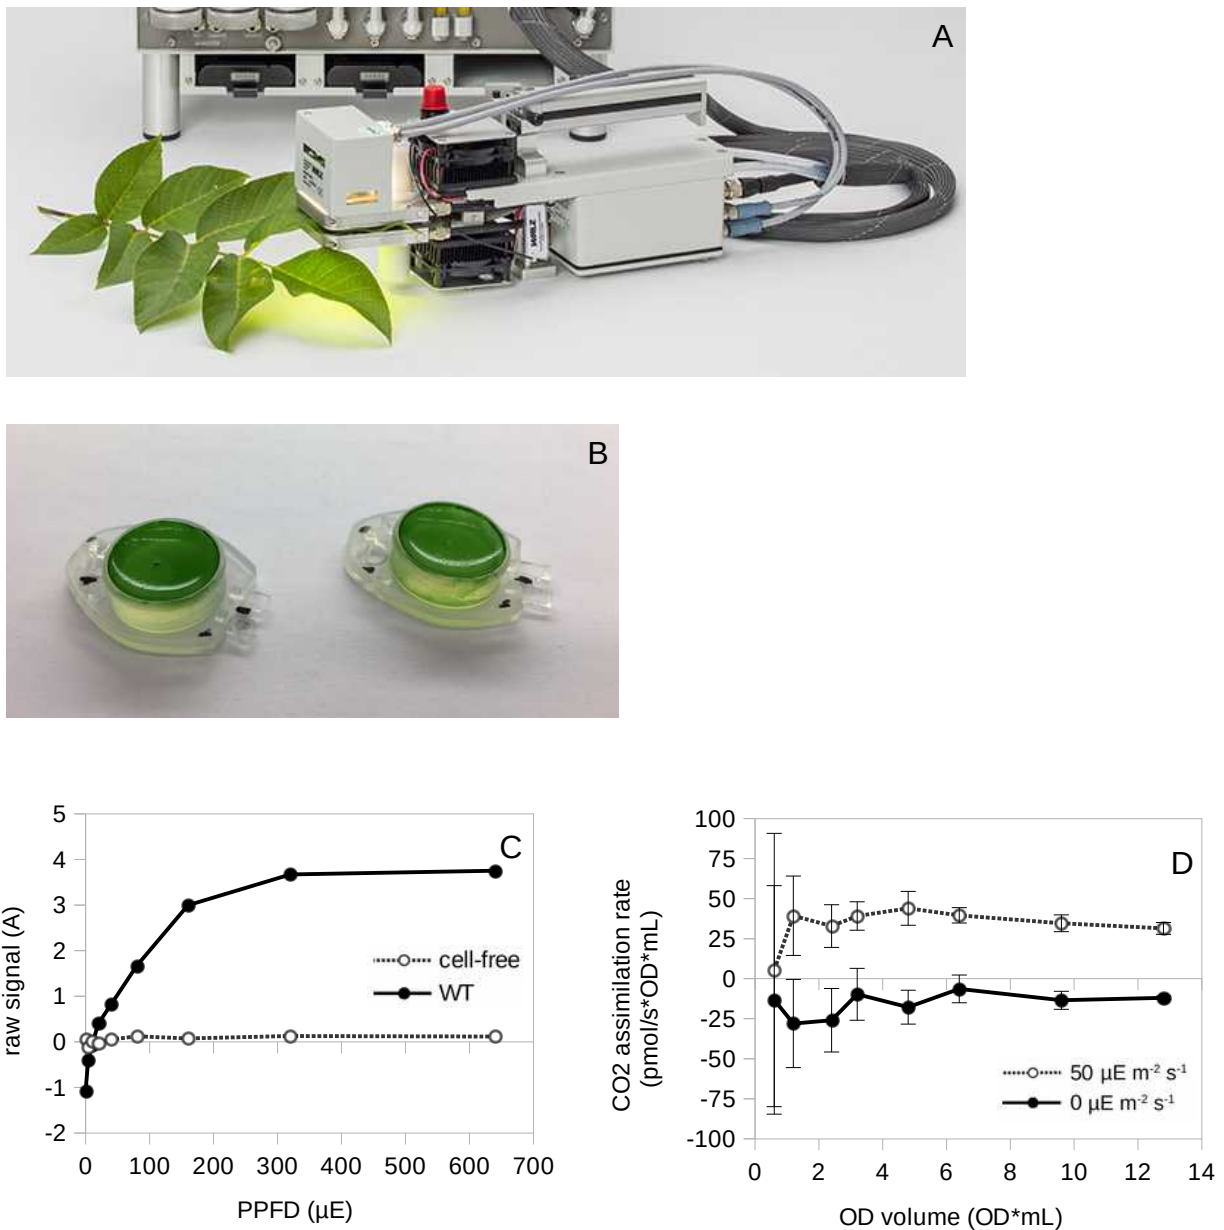 A
WALZ
B
5
4
3
2
1
0
-1
-2
raw signal (A)
C
cell-free
WT
0 100 200 300 400 500 600 700
PPFD (µE)
100
75
50
25
0
-25
-50
-75
-100
CO2 assimilation rate
(pmol/s*OD*mL)
D
50 µE m⁻² s⁻¹
0 µE m⁻² s⁻¹
0 2 4 6 8 10 12 14
OD volume (OD*mL)